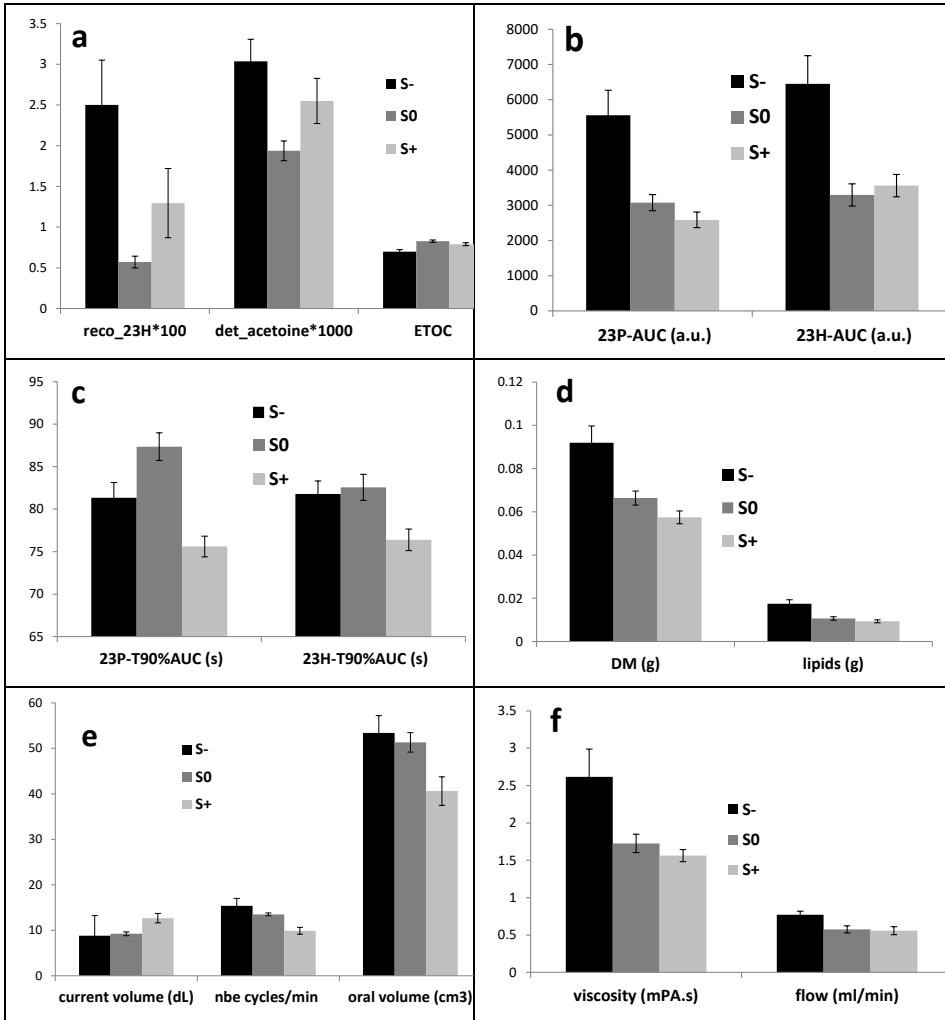 a
3.5
3
2.5
2
1.5
1
0.5
0
S-
S0
S+
reco_23H*100 det_acetoine*1000 ETOC
b
8000
7000
6000
5000
4000
3000
2000
1000
0
S-
S0
S+
23P-AUC (a.u.) 23H-AUC (a.u.)
c
95
90
85
80
75
70
65
S-
S0
S+
23P-T90%AUC (s) 23H-T90%AUC (s)
d
0.12
0.1
0.08
0.06
0.04
0.02
0
S-
S0
S+
DM (g) lipids (g)
e
60
50
40
30
20
10
0
S-
S0
S+
current volume (dL) nbe cycles/min oral volume (cm3)
f
3.5
3
2.5
2
1.5
1
0.5
0
S-
S0
S+
viscosity (mPA.s) flow (ml/min)